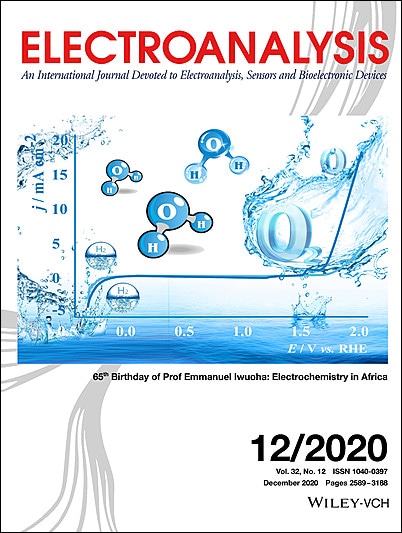 ELECTROANALYSIS
An International Journal Devoted to Electroanalysis, Sensors and Bioelectronic Devices
j / mA cm-2
20
15
10
5
0
-5
O
H
H
O
H
H
O
H
H
H2
H2
O2
O2
0.0
0.5
1.0
1.5
2.0
E / V vs. RHE
65th Birthday of Prof Emmanuel Iwuoha: Electrochemistry in Africa
12/2020
Vol. 32, No. 12 ISSN 1040-0397
December 2020 Pages 2589–3188
WILEY-VCH